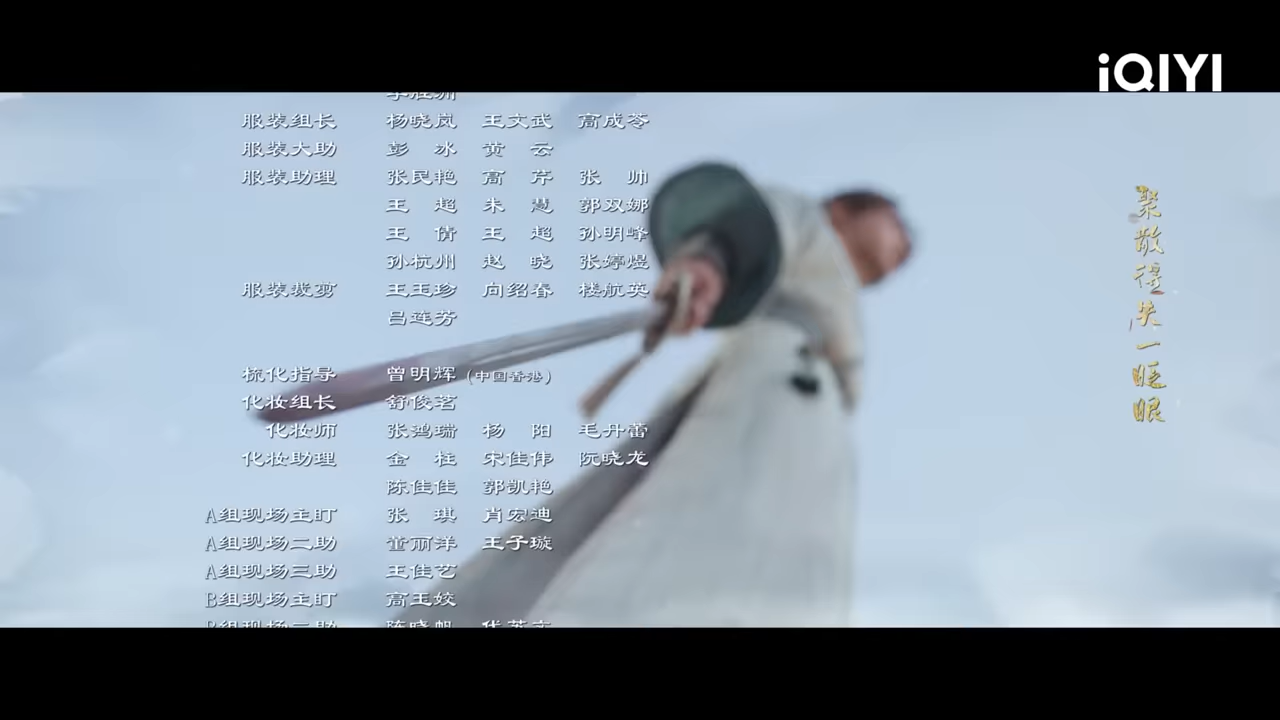 iQIYI
服装组长 杨晓岚 王文武 高成苓
服装大助 彭冰 黄云
服装助理 张民艳 高芹 张帅
王超 朱慧 郭双娜
王倩 王超 孙明峰
孙杭州 赵晓 张婷煜
服装裁剪 王玉珍 向绍春 楼航英
吕连芳
梳化指导 曾明辉（中国香港）
化妆组长 舒俊茗
化妆师 张鸿瑞 杨阳 毛丹蕾
化妆助理 金柱 宋佳伟 阮晓龙
陈佳佳 郭凯艳
A组现场主盯 张琪 肖宏迪
A组现场二助 董丽洋 王子璇
A组现场三助 王佳艺
B组现场主盯 高玉姣
聚散得失一眨眼